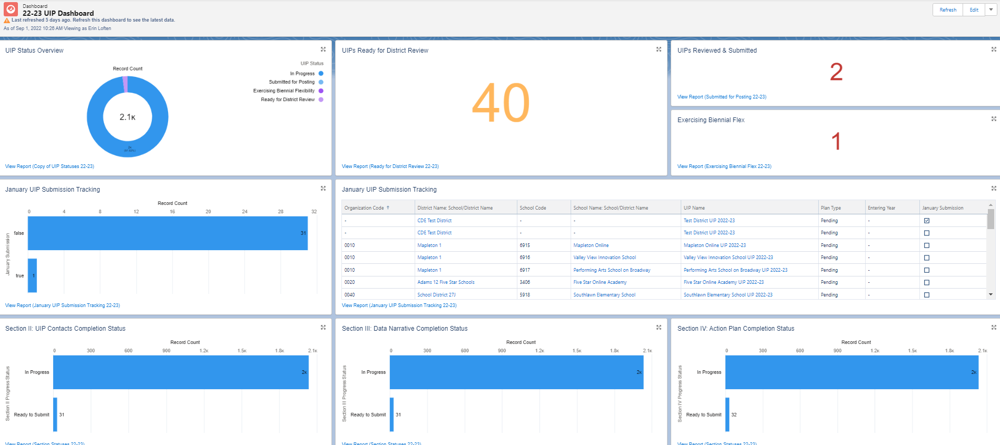 Dashboard
22-23 UIP Dashboard
Last refreshed 5 days ago. Refresh this dashboard to see the latest data.
As of Sep 1, 2022 10:26 AM·Viewing as Erin Loften
Refresh
Edit
UIP Status Overview
Record Count
2.1K
2K
UIP Status
In Progress
Submitted for Posting
Exercising Biennial Flexibility
Ready for District Review
View Report (Copy of UIP Statuses 22-23)
UIPs Ready for District Review
40
View Report (Ready for District Review 22-23)
UIPs Reviewed & Submitted
2
View Report (Submitted for Posting 22-23)
Exercising Biennial Flex
1
View Report (Exercising Biennial Flex 22-23)
January UIP Submission Tracking
Record Count
0 4 8 12 16 20 24 28 32
January Submission
false 31
true 1
View Report (January UIP Submission Tracking 22-23)
January UIP Submission Tracking
Organization Code ↑ District Name: School/District Name School Code School Name: School/District Name UIP Name Plan Type Entering Year January Submission
- CDE Test District - - Test District UIP 2022-23 Pending -
- CDE Test District - - Test District UIP 2022-23 Pending -
0010 Mapleton 1 6915 Mapleton Online Mapleton Online UIP 2022-23 Pending -
0010 Mapleton 1 6916 Valley View Innovation School Valley View Innovation School UIP 2022-23 Pending -
0010 Mapleton 1 6917 Performing Arts School on Broadway Performing Arts School on Broadway UIP 2022-23 Pending -
0020 Adams 12 Five Star Schools 3406 Five Star Online Academy Five Star Online Academy UIP 2022-23 Pending -
0040 School District 27J 5918 Southlawn Elementary School Southlawn Elementary School UIP 2022-23 Pending -
View Report (January UIP Submission Tracking 22-23)
Section II: UIP Contacts Completion Status
Record Count
0 300 600 900 1.2K 1.5K 1.8K 2.1K
Section II Progress Status
In Progress 2K
Ready to Submit 31
View Report (Section Statuses 22-23)
Section III: Data Narrative Completion Status
Record Count
0 300 600 900 1.2K 1.5K 1.8K 2.1K
Section III Progress Status
In Progress 2K
Ready to Submit 31
View Report (Section Statuses 22-23)
Section IV: Action Plan Completion Status
Record Count
0 300 600 900 1.2K 1.5K 1.8K 2.1K
Section IV Progress Status
In Progress 2K
Ready to Submit 32
View Report (Section Statuses 22-23)